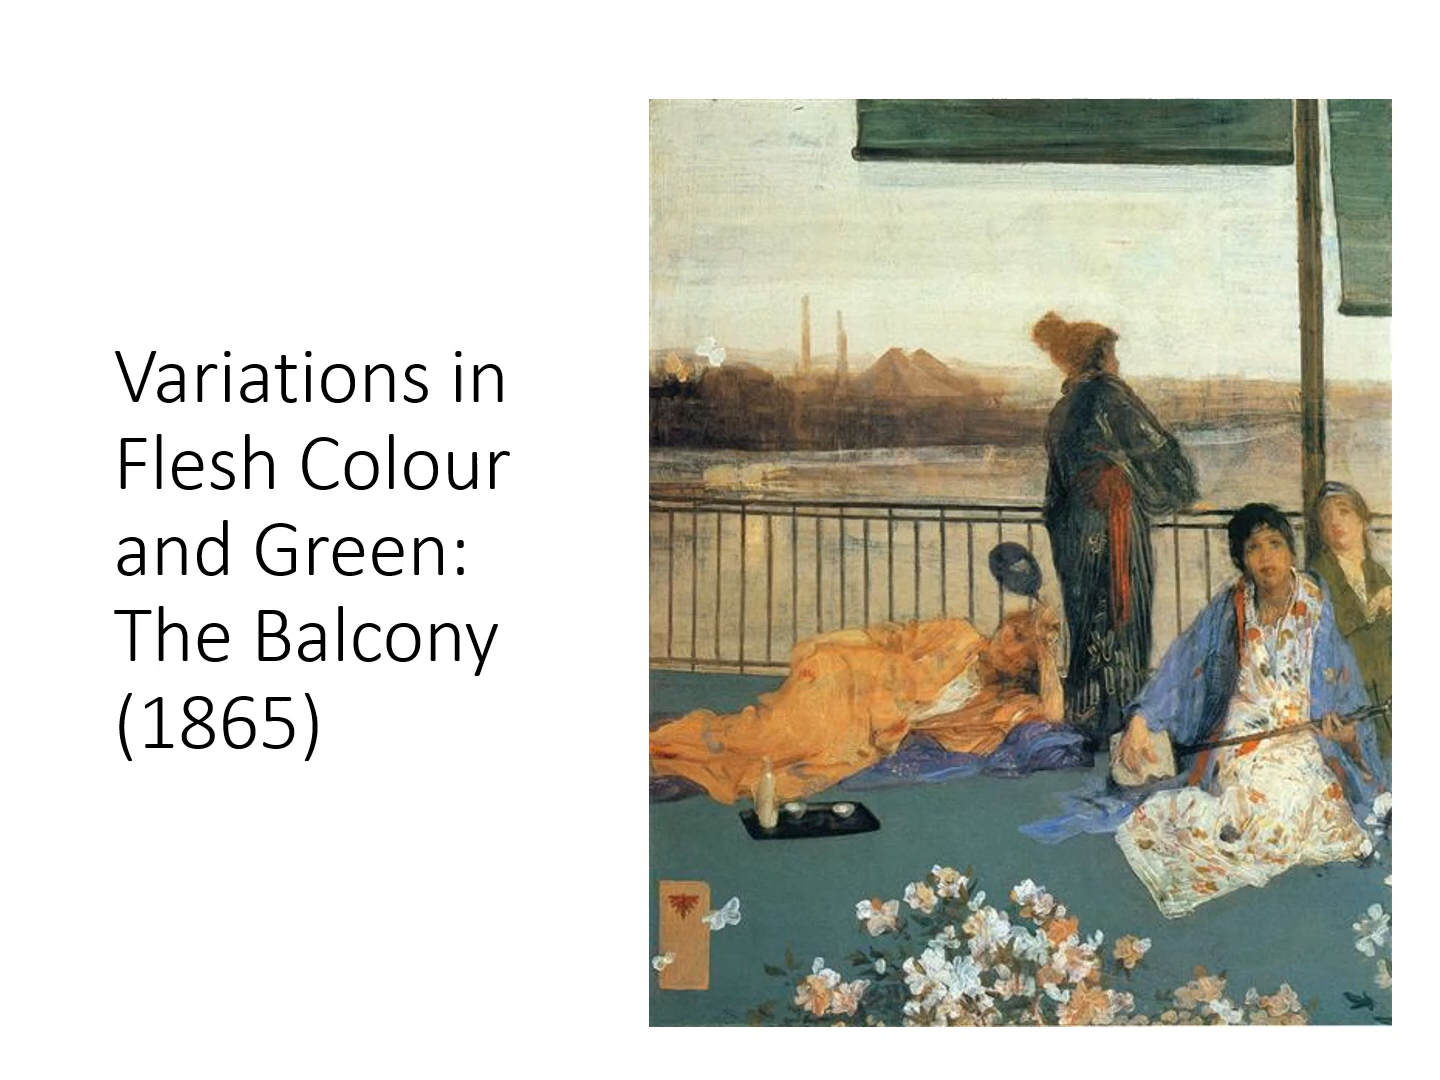 Variations in
Flesh Colour
and Green:
The Balcony
(1865)